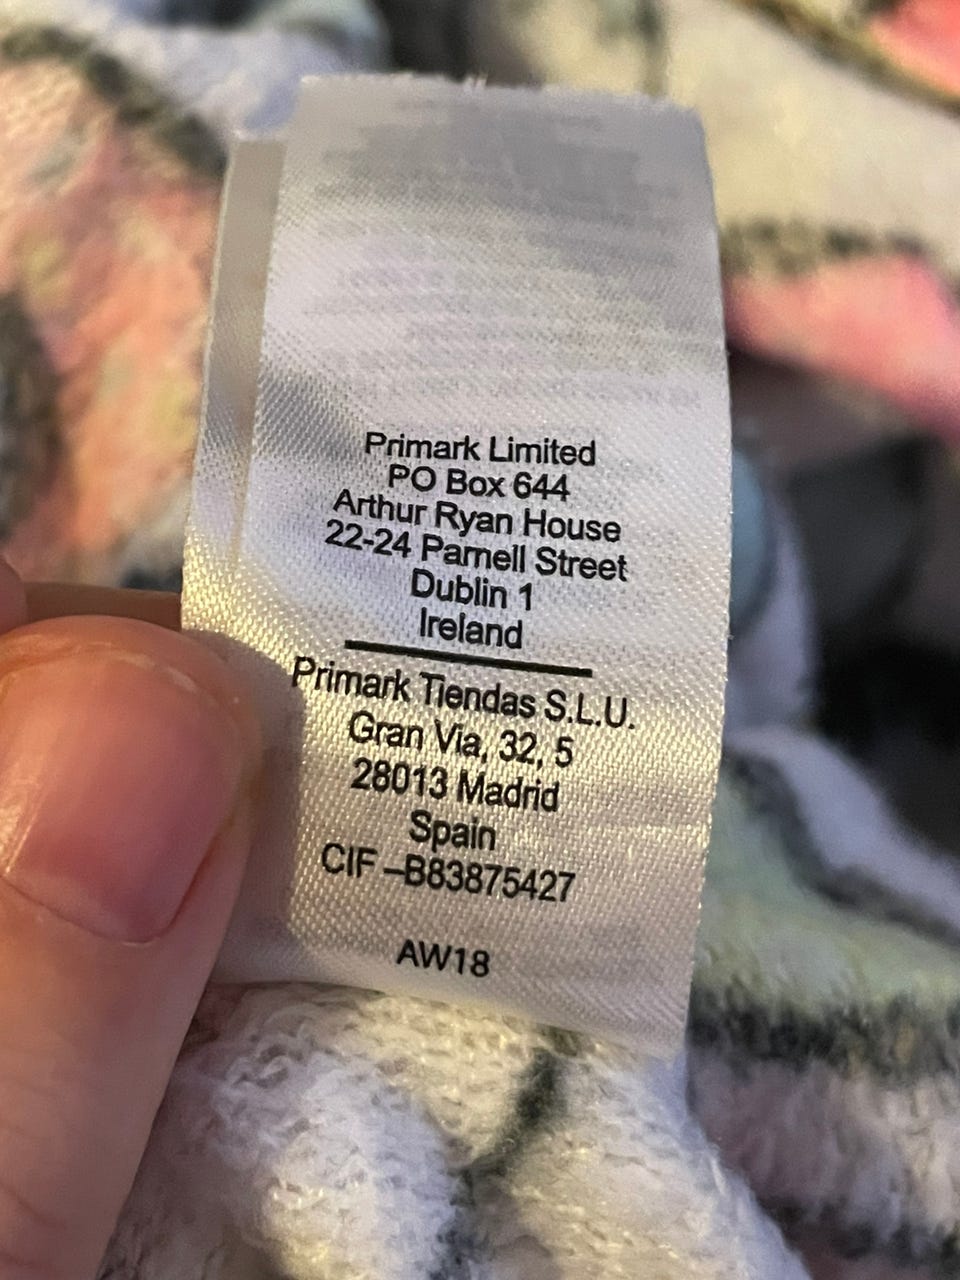 Primark Limited
PO Box 644
Arthur Ryan House
22-24 Parnell Street
Dublin 1
Ireland
Primark Tiendas S.L.U.
Gran Via, 32, 5
28013 Madrid
Spain
CIF –B83875427
AW18